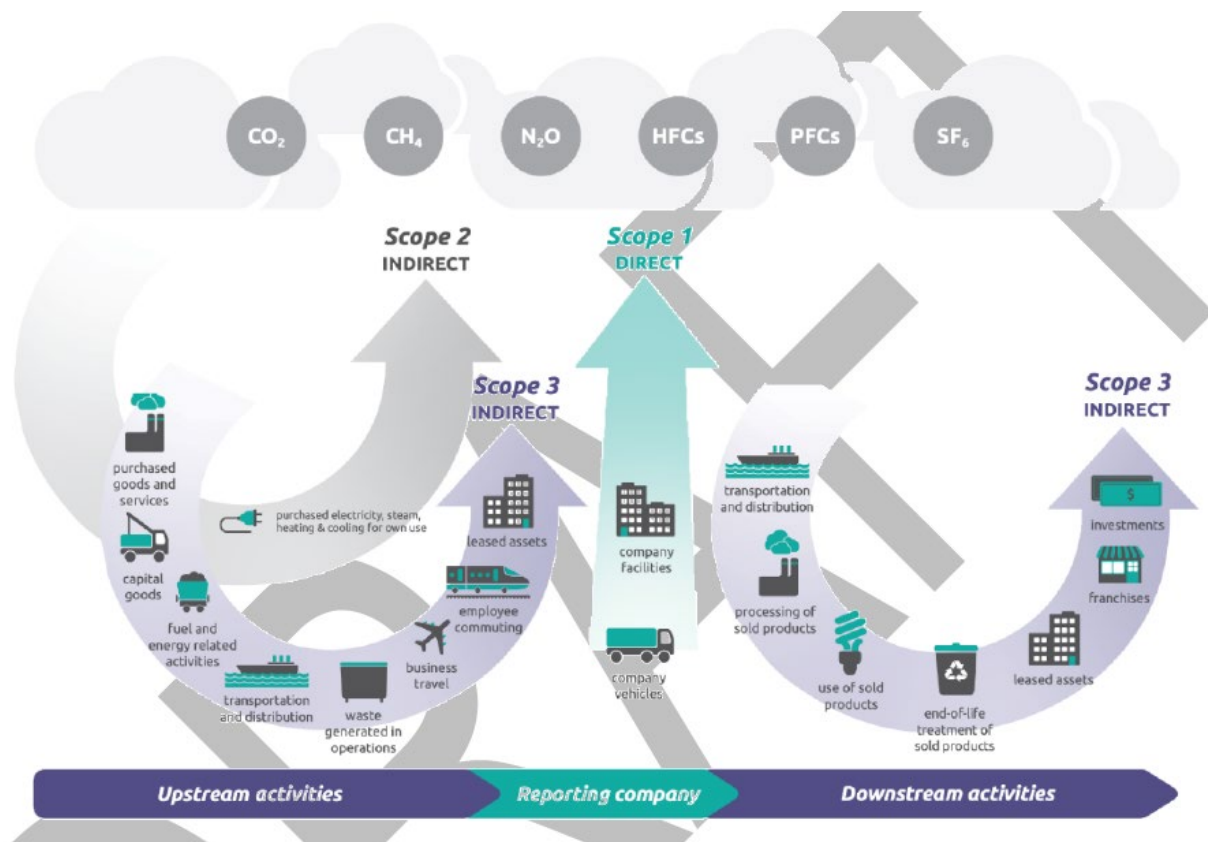 CO₂
CH₄
N₂O
HFCs
PFCs
SF₆
Scope 2
INDIRECT
Scope 1
DIRECT
Scope 3
INDIRECT
Scope 3
INDIRECT
purchased
goods and
services
capital
goods
fuel and
energy related
activities
transportation
and distribution
waste
generated in
operations
business
travel
employee
commuting
leased assets
purchased electricity, steam,
heating & cooling for own use
company
facilities
company
vehicles
transportation
and distribution
processing of
sold products
use of sold
products
end-of-life
treatment of
sold products
leased assets
franchises
investments
$
Upstream activities
Reporting company
Downstream activities